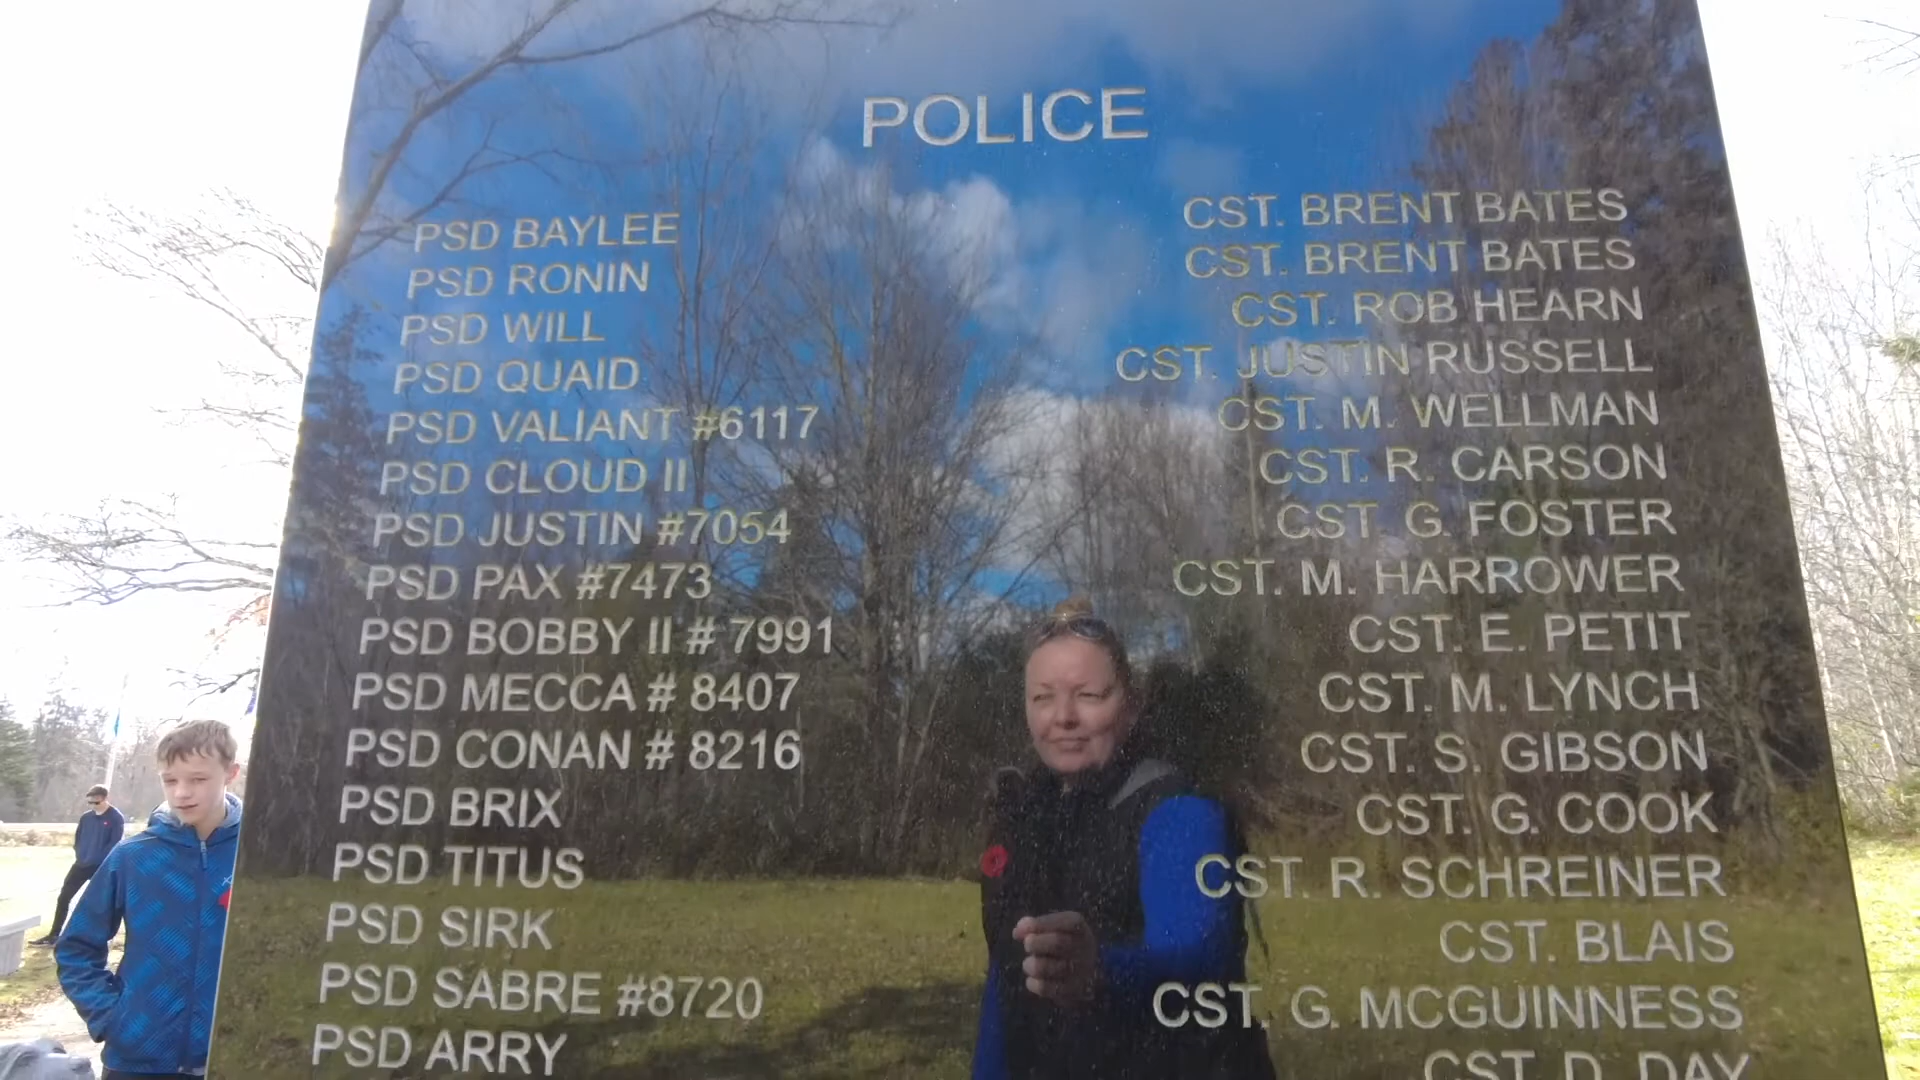 POLICE
PSD BAYLEE CST. BRENT BATES
PSD RONIN CST. BRENT BATES
PSD WILL CST. ROB HEARN
PSD QUAID CST. JUSTIN RUSSELL
PSD VALIANT #6117 CST. M. WELLMAN
PSD CLOUD II CST. R. CARSON
PSD JUSTIN #7054 CST. G. FOSTER
PSD PAX #7473 CST. M. HARROWER
PSD BOBBY II # 7991 CST. E. PETIT
PSD MECCA # 8407 CST. M. LYNCH
PSD CONAN # 8216 CST. S. GIBSON
PSD BRIX CST. G. COOK
PSD TITUS CST. R. SCHREINER
PSD SIRK CST. BLAIS
PSD SABRE #8720 CST. G. MCGUINNESS
PSD ARRY CST. D. DAY